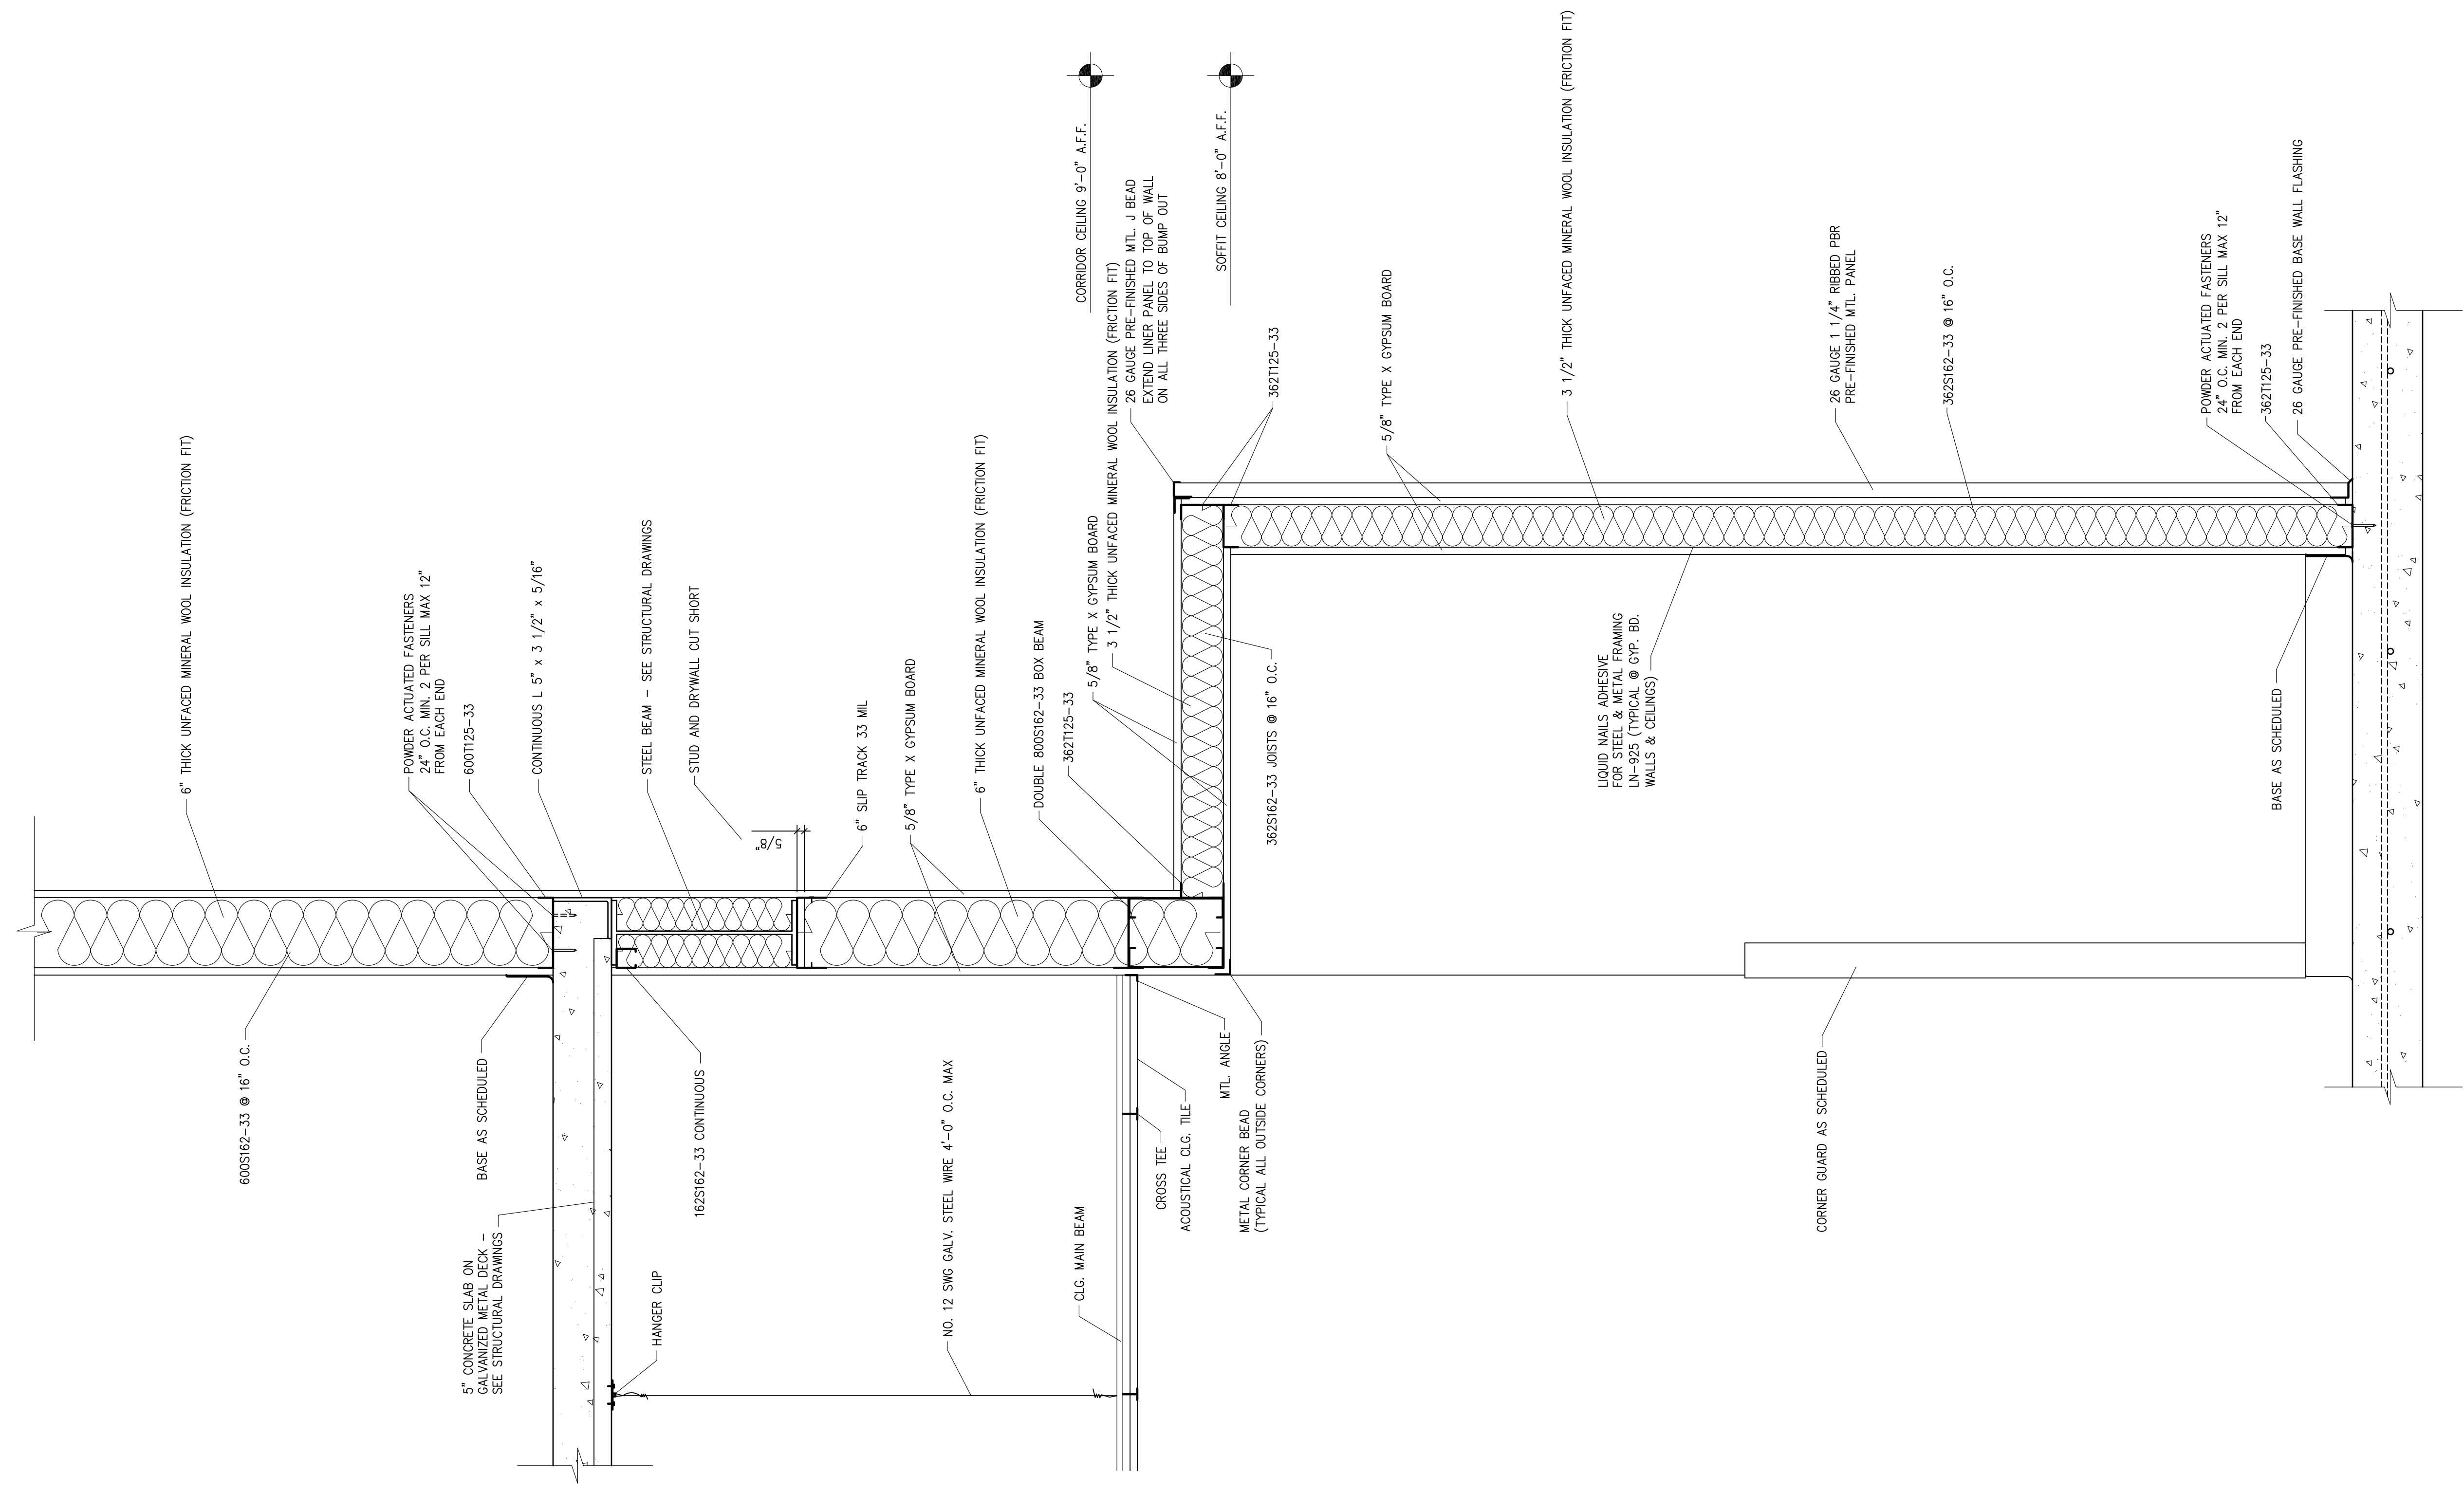 6" THICK UNFACED MINERAL WOOL INSULATION (FRICTION FIT)
600S162-33 @ 16" O.C.
POWDER ACTUATED FASTENERS
24" O.C. MIN. 2 PER SILL MAX 12"
FROM EACH END
600T125-33
BASE AS SCHEDULED
5" CONCRETE SLAB ON
GALVANIZED METAL DECK -
SEE STRUCTURAL DRAWINGS
CONTINUOUS L 5" x 3 1/2" x 5/16"
STEEL BEAM - SEE STRUCTURAL DRAWINGS
HANGER CLIP
STUD AND DRYWALL CUT SHORT
162S162-33 CONTINUOUS
5/8"
6" SLIP TRACK 33 MIL
5/8" TYPE X GYPSUM BOARD
NO. 12 SWG GALV. STEEL WIRE 4'-0" O.C. MAX
6" THICK UNFACED MINERAL WOOL INSULATION (FRICTION FIT)
DOUBLE 800S162-33 BOX BEAM
362T125-33
CLG. MAIN BEAM
CORRIDOR CEILING 9'-0" A.F.F.
5/8" TYPE X GYPSUM BOARD
3 1/2" THICK UNFACED MINERAL WOOL INSULATION (FRICTION FIT)
26 GAUGE PRE-FINISHED MTL. J BEAD
EXTEND LINER PANEL TO TOP OF WALL
ON ALL THREE SIDES OF BUMP OUT
CROSS TEE
ACOUSTICAL CLG. TILE
MTL. ANGLE
SOFFIT CEILING 8'-0" A.F.F.
METAL CORNER BEAD
(TYPICAL ALL OUTSIDE CORNERS)
362S162-33 JOISTS @ 16" O.C.
362T125-33
5/8" TYPE X GYPSUM BOARD
3 1/2" THICK UNFACED MINERAL WOOL INSULATION (FRICTION FIT)
LIQUID NAILS ADHESIVE
FOR STEEL & METAL FRAMING
LN-925 (TYPICAL @ GYP. BD.
WALLS & CEILINGS)
CORNER GUARD AS SCHEDULED
26 GAUGE 1 1/4" RIBBED PBR
PRE-FINISHED MTL. PANEL
362S162-33 @ 16" O.C.
POWDER ACTUATED FASTENERS
24" O.C. MIN. 2 PER SILL MAX 12"
FROM EACH END
362T125-33
BASE AS SCHEDULED
26 GAUGE PRE-FINISHED BASE WALL FLASHING